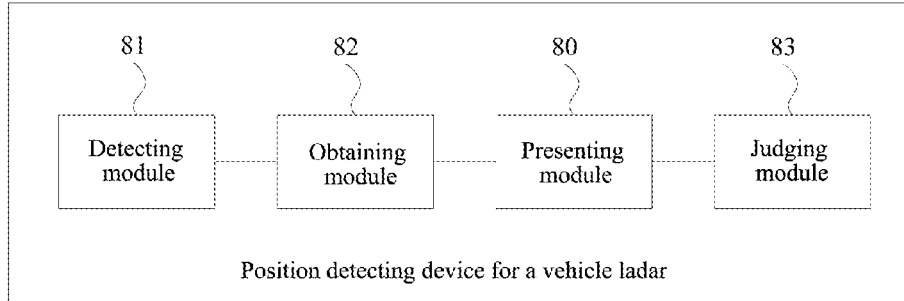 81 82 80 83
Detecting module
Obtaining module
Presenting module
Judging module
Position detecting device for a vehicle ladar